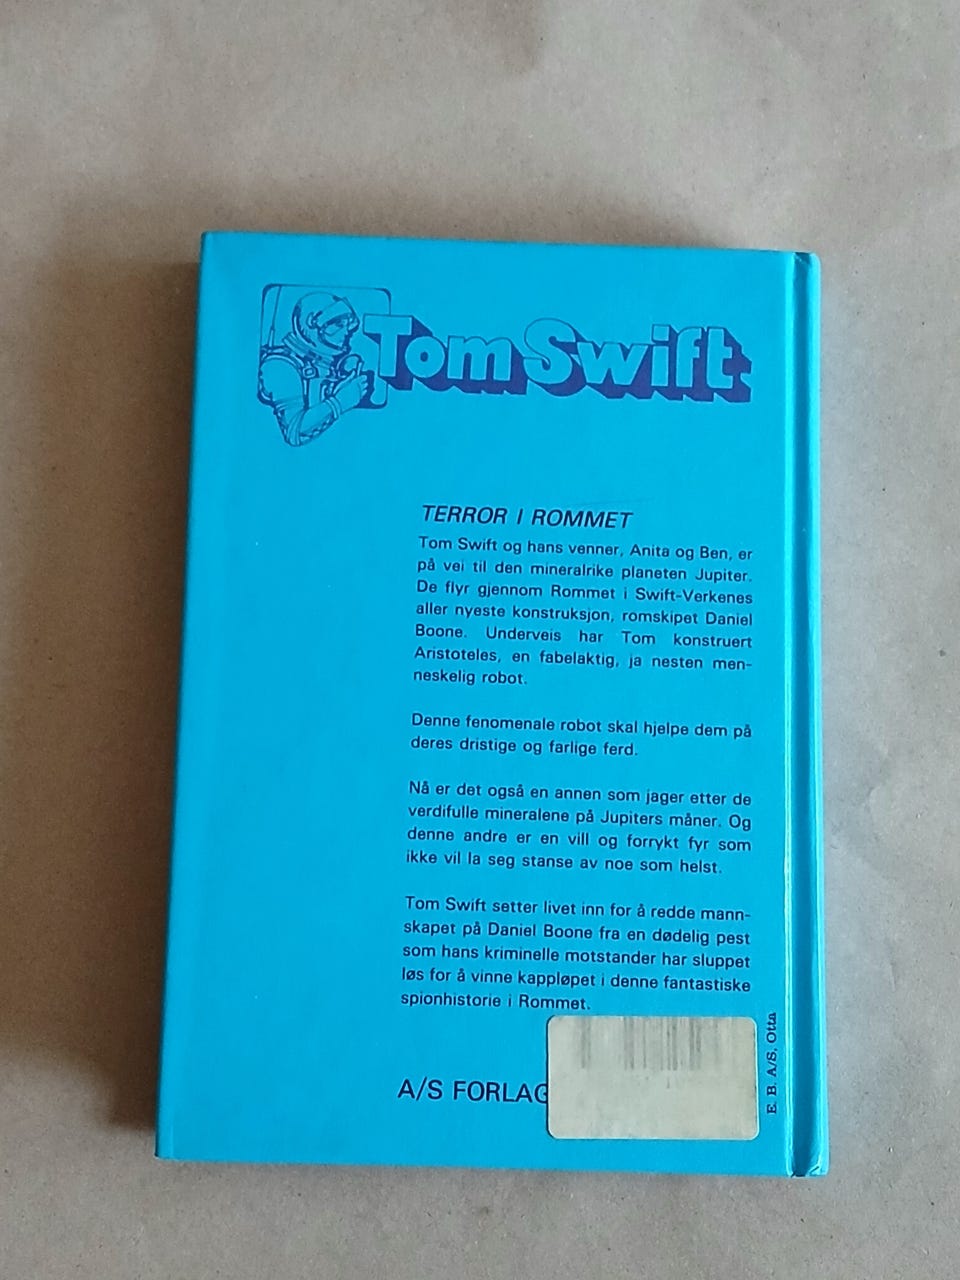 Tom Swift
TERROR I ROMMET
Tom Swift og hans venner, Anita og Ben, er
på vei til den mineralrike planeten Jupiter.
De flyr gjennom Rommet i Swift-Verkenes
aller nyeste konstruksjon, romskipet Daniel
Boone. Underveis har Tom konstruert
Aristoteles, en fabelaktig, ja nesten men-
neskelig robot.
Denne fenomenale robot skal hjelpe dem på
deres dristige og farlige ferd.
Nå er det også en annen som jager etter de
verdifulle mineralene på Jupiters måner. Og
denne andre er en vill og forrykt fyr som
ikke vil la seg stanse av noe som helst.
Tom Swift setter livet inn for å redde mann-
skapet på Daniel Boone fra en dødelig pest
som hans kriminelle motstander har sluppet
løs for å vinne kappløpet i denne fantastiske
spionhistorie i Rommet.
A/S FORLAG
E. B. A/S, Otta